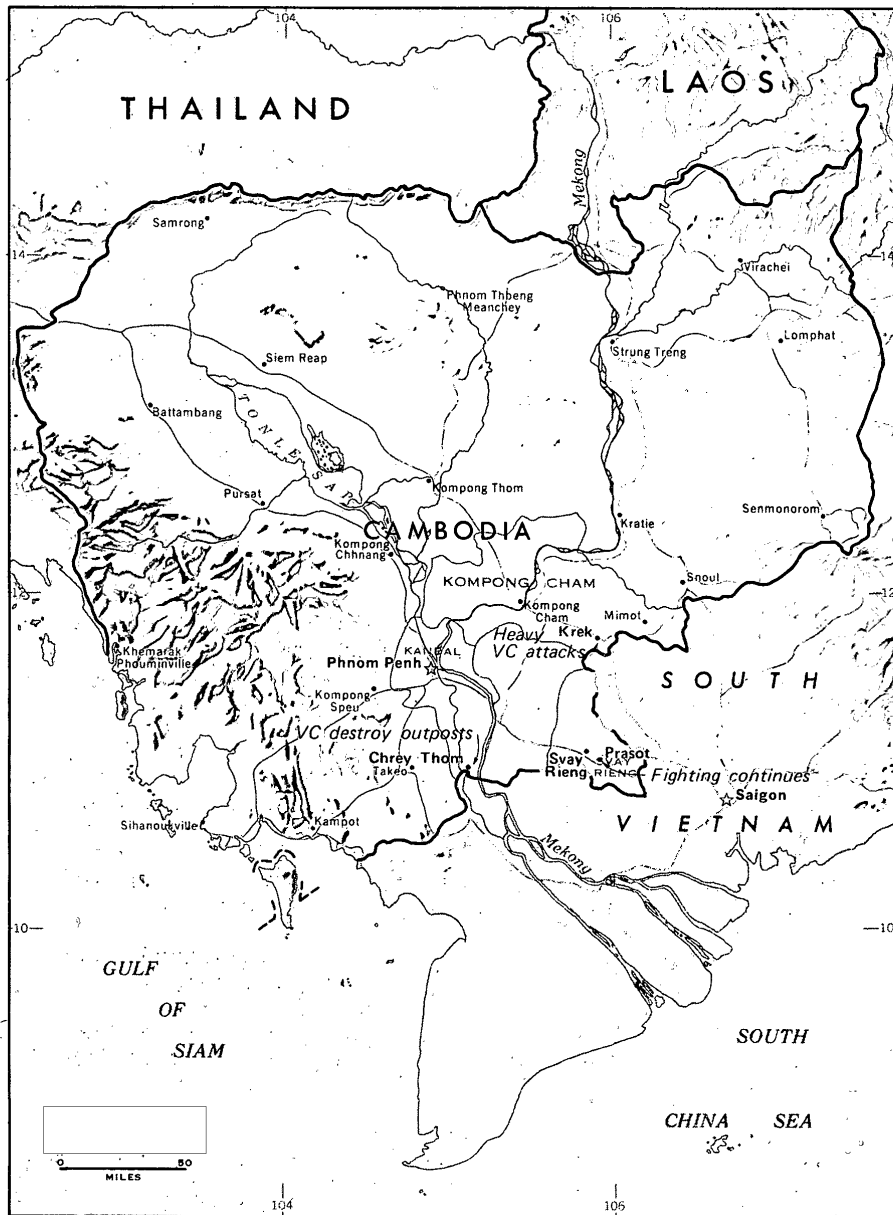 104
106
THAILAND
LAOS
Mekong
Samrong
14
14
Virachei
Phnom Thbeng
Meanchey
Lomphat
Strung Treng
Siem Reap
Battambang
TONLE SAP
Kompong Thom
Pursat
Kratie
Senmonorom
CAMBODIA
Kompong
Chhnang
Snoul
KOMPONG CHAM
12
12
Kompong
Cham
Mimot
Heavy
VC attacks
Krek
Khemarak
Phouminville
KANDAL
Phnom Penh
SOUTH
Kompong
Speu
VC destroy outposts
Chrey Thom
Takeo
Svay
Rieng
Prasot
SVAY
RIENG
Fighting continues
Saigon
Sihanoukville
Kampot
VIETNAM
Mekong
10
10
GULF
OF
SIAM
SOUTH
CHINA SEA
0 50
MILES
104
106